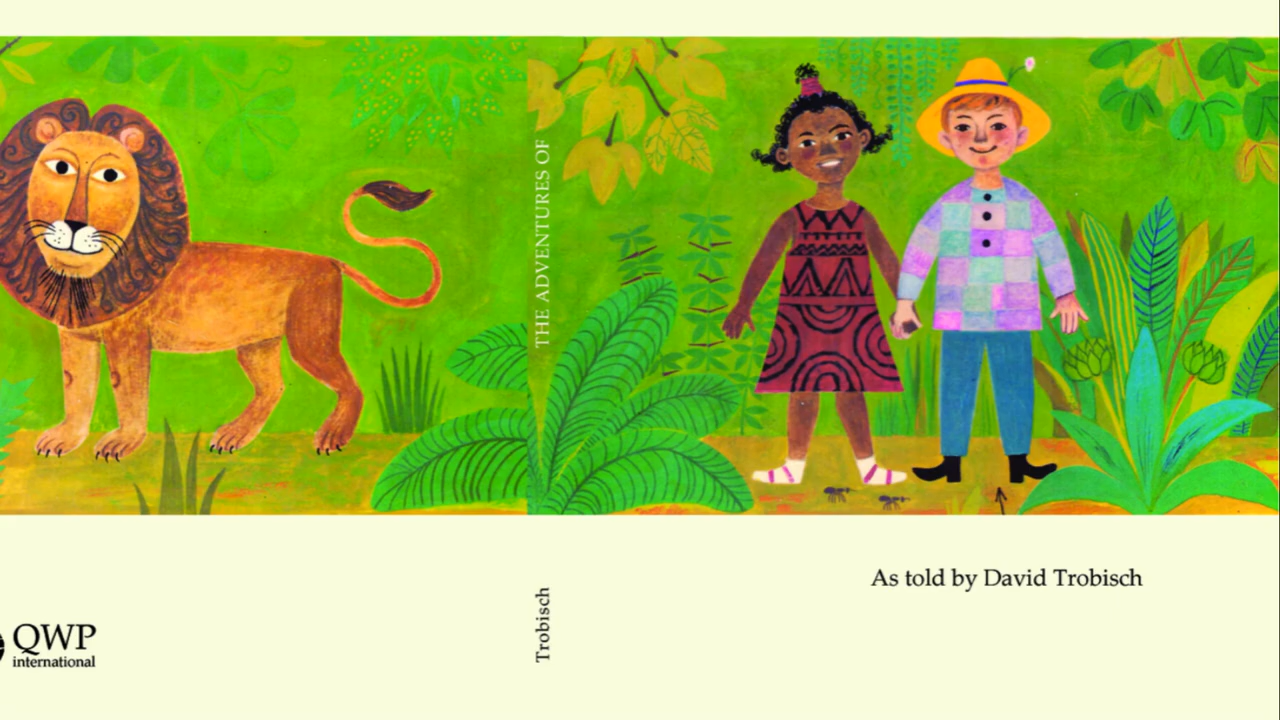 THE ADVENTURES OF
As told by David Trobisch
Trobisch
QWP
international